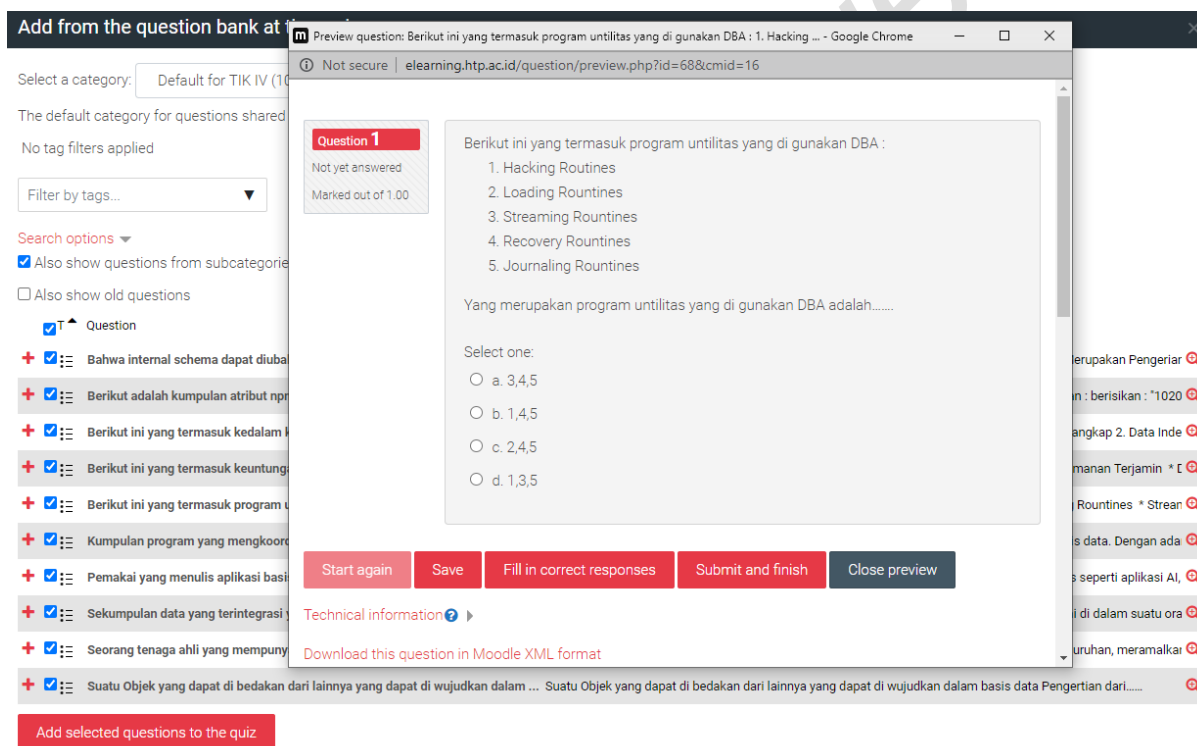 Add from the question bank at
Preview question: Berikut ini yang termasuk program untilitas yang di gunakan DBA : 1. Hacking ... - Google Chrome
Not secure | elearning.htp.ac.id/question/preview.php?id=68&cmid=16
Select a category: Default for TIK IV (10
The default category for questions shared
No tag filters applied
Filter by tags...
Search options
Also show questions from subcategorie
Also show old questions
T Question
Question 1
Not yet answered
Marked out of 1.00
Berikut ini yang termasuk program untilitas yang di gunakan DBA :
1. Hacking Routines
2. Loading Rountines
3. Streaming Rountines
4. Recovery Rountines
5. Journaling Rountines
Yang merupakan program untilitas yang di gunakan DBA adalah.......
Select one:
a. 3,4,5
b. 1,4,5
c. 2,4,5
d. 1,3,5
Start again Save Fill in correct responses Submit and finish Close preview
Technical information
Download this question in Moodle XML format
Bahwa internal schema dapat diubal erupakan Pengeriar
Berikut adalah kumpulan atribut npr n : berisikan : "1020
Berikut ini yang termasuk kedalam k angkap 2. Data Inde
Berikut ini yang termasuk keuntunga manan Terjamin * D
Berikut ini yang termasuk program u Rountines * Strean
Kumpulan program yang mengkoord s data. Dengan ada
Pemakai yang menulis aplikasi basi s seperti aplikasi AI,
Sekumpulan data yang terintegrasi y i di dalam suatu ora
Seorang tenaga ahli yang mempuny uruhan, meramalkar
Suatu Objek yang dapat di bedakan dari lainnya yang dapat di wujudkan dalam ... Suatu Objek yang dapat di bedakan dari lainnya yang dapat di wujudkan dalam basis data Pengertian dari......
Add selected questions to the quiz